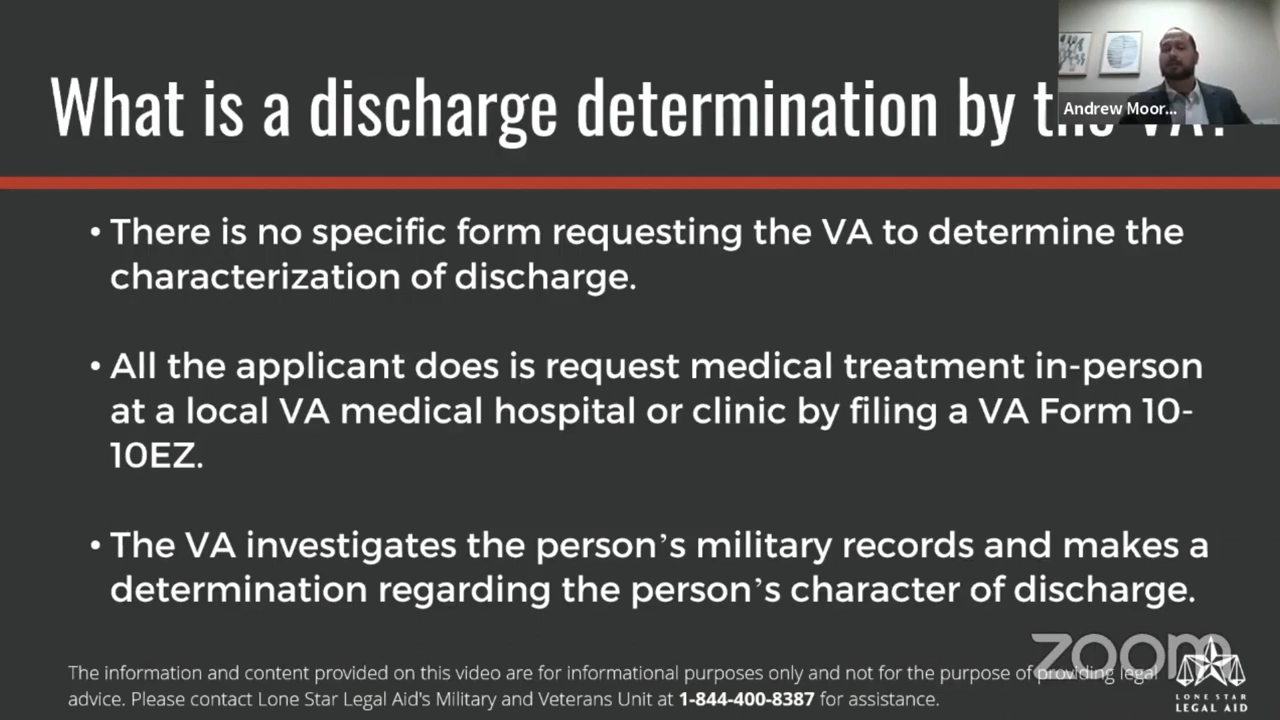 What is a discharge determination by the VA?
Andrew Moor...
• There is no specific form requesting the VA to determine the
characterization of discharge.
• All the applicant does is request medical treatment in-person
at a local VA medical hospital or clinic by filing a VA Form 10-
10EZ.
• The VA investigates the person’s military records and makes a
determination regarding the person’s character of discharge.
zoom
The information and content provided on this video are for informational purposes only and not for the purpose of providing legal
advice. Please contact Lone Star Legal Aid's Military and Veterans Unit at 1-844-400-8387 for assistance.
LONE STAR
LEGAL AID